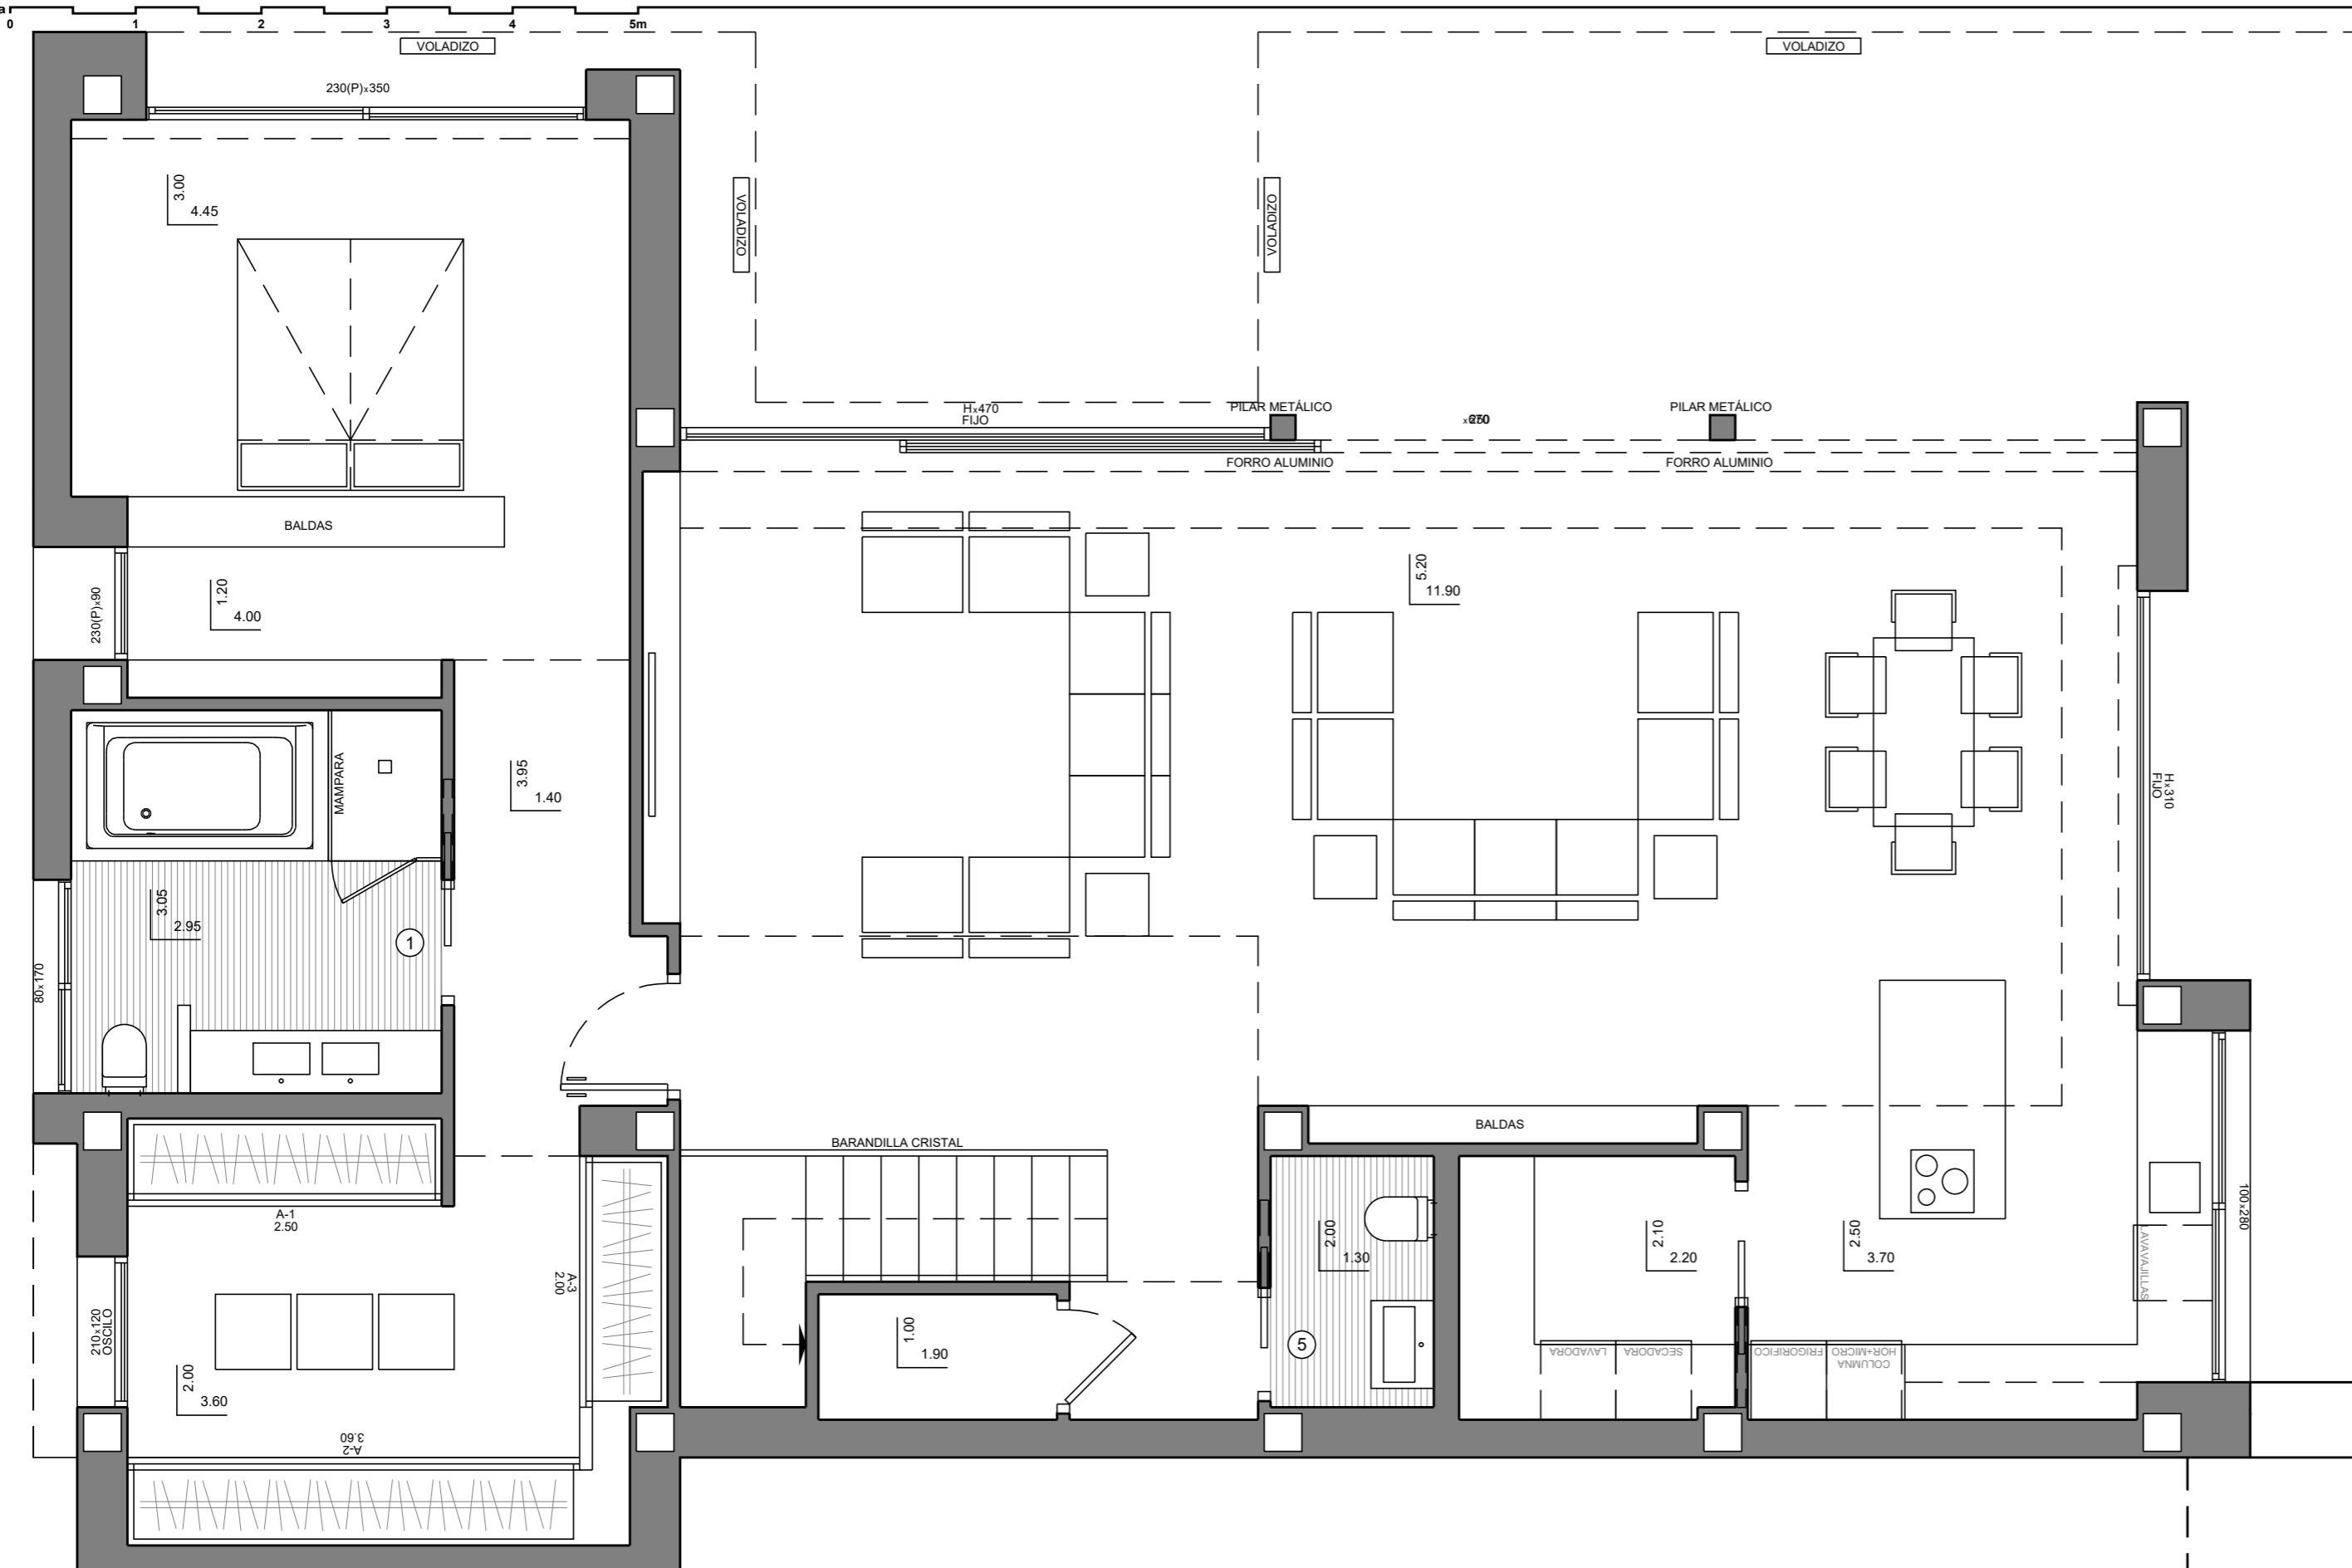 a
0 1 2 3 4 5m
VOLADIZO
VOLADIZO
230(P)x350
3.00
4.45
VOLADIZO
VOLADIZO
Hx470
FIJO
PILAR METÁLICO
PILAR METÁLICO
FORRO ALUMINIO
FORRO ALUMINIO
BALDAS
5.20
11.90
230(P)x90
1.20
4.00
MAMPARA
3.95
1.40
Hx310
FIJO
3.05
2.95
1
80x170
BALDAS
BARANDILLA CRISTAL
A-1
2.50
A-3
2.00
2.00
1.30
2.10
2.20
2.50
3.70
100x280
LAVAVAJILLAS
210x120
OSCILO
1.00
1.90
5
LAVADORA
SECADORA
FRIGORIFICO
COLUMNA
HOR+MICRO
2.00
3.60
A-2
3.60